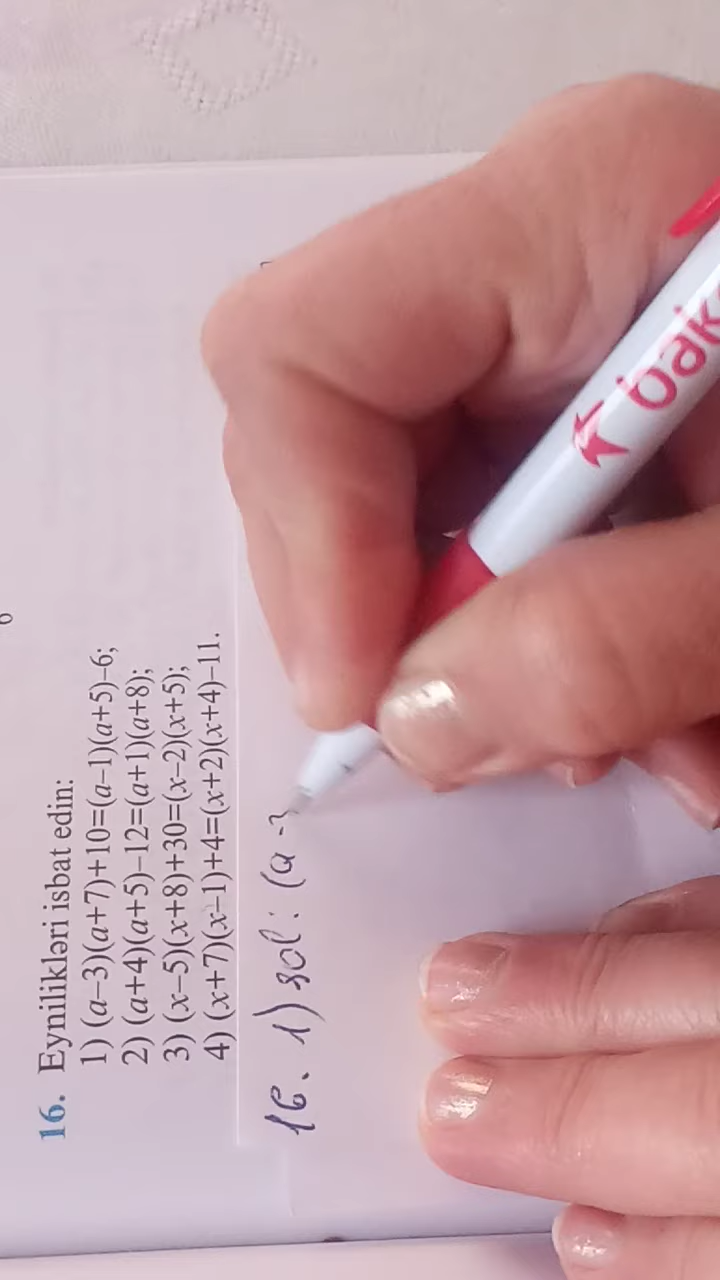 16. Eynilikləri isbat edin:
1) (a–3)(a+7)+10=(a–1)(a+5)–6;
2) (a+4)(a+5)–12=(a+1)(a+8);
3) (x–5)(x+8)+30=(x–2)(x+5);
4) (x+7)(x–1)+4=(x+2)(x+4)–11.
16. 1) sol: (a-